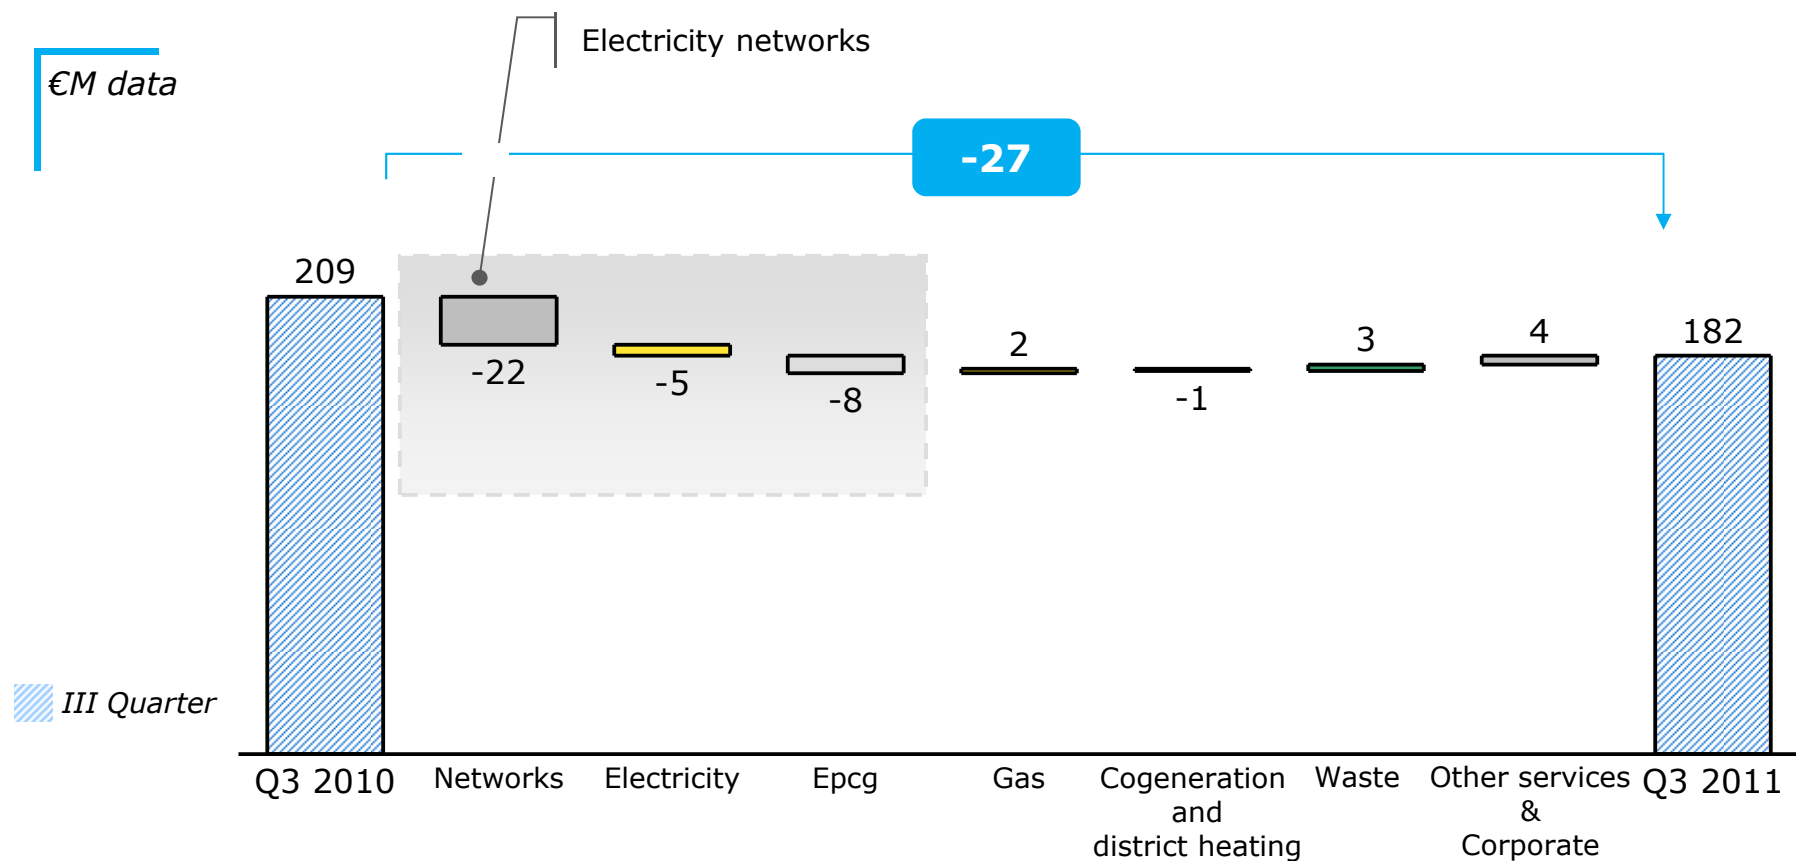 Electricity networks
€M data
-27
209
-22
-5
-8
2
-1
3
4
182
III Quarter
Q3 2010
Networks
Electricity
Epcg
Gas
Cogeneration
and
district heating
Waste
Other services
&
Corporate
Q3 2011